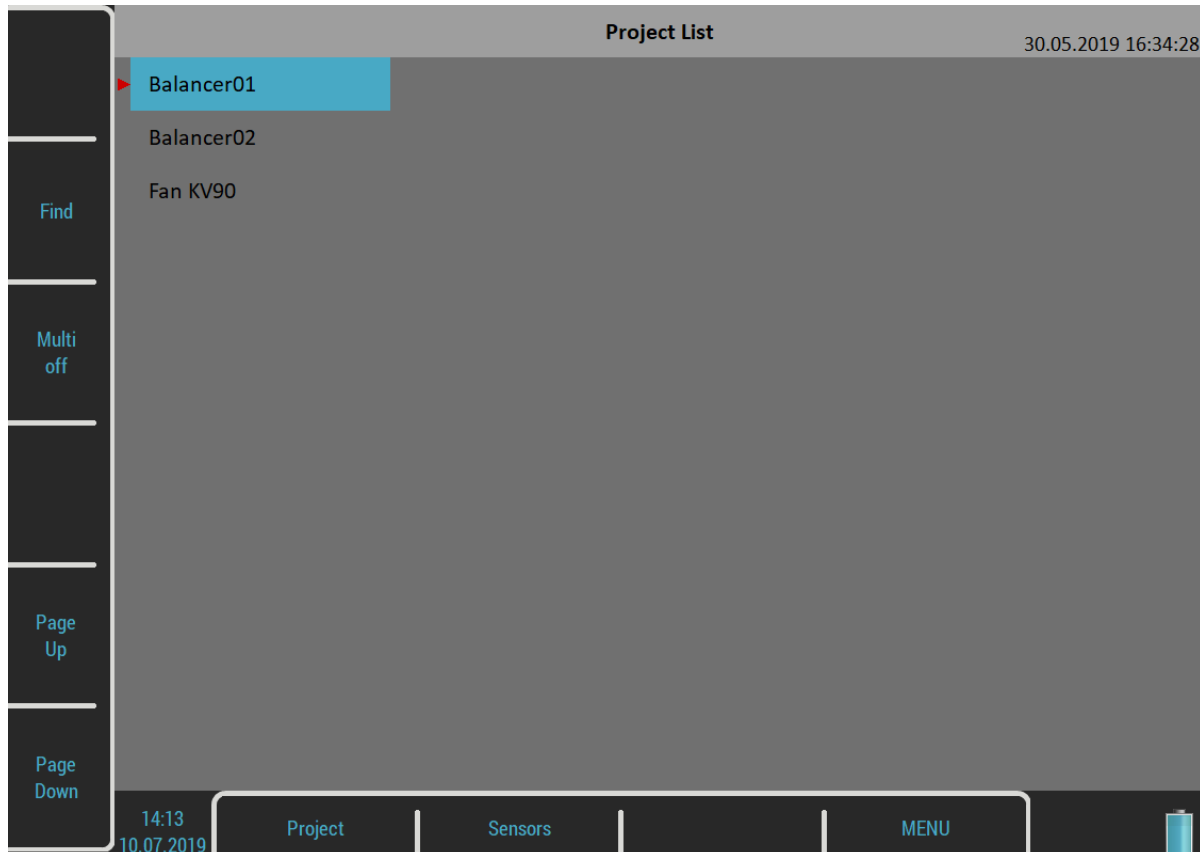 Project List
30.05.2019 16:34:28
Balancer01
Balancer02
Fan KV90
Find
Multi
off
Page
Up
Page
Down
14:13
10.07.2019
Project
Sensors
MENU